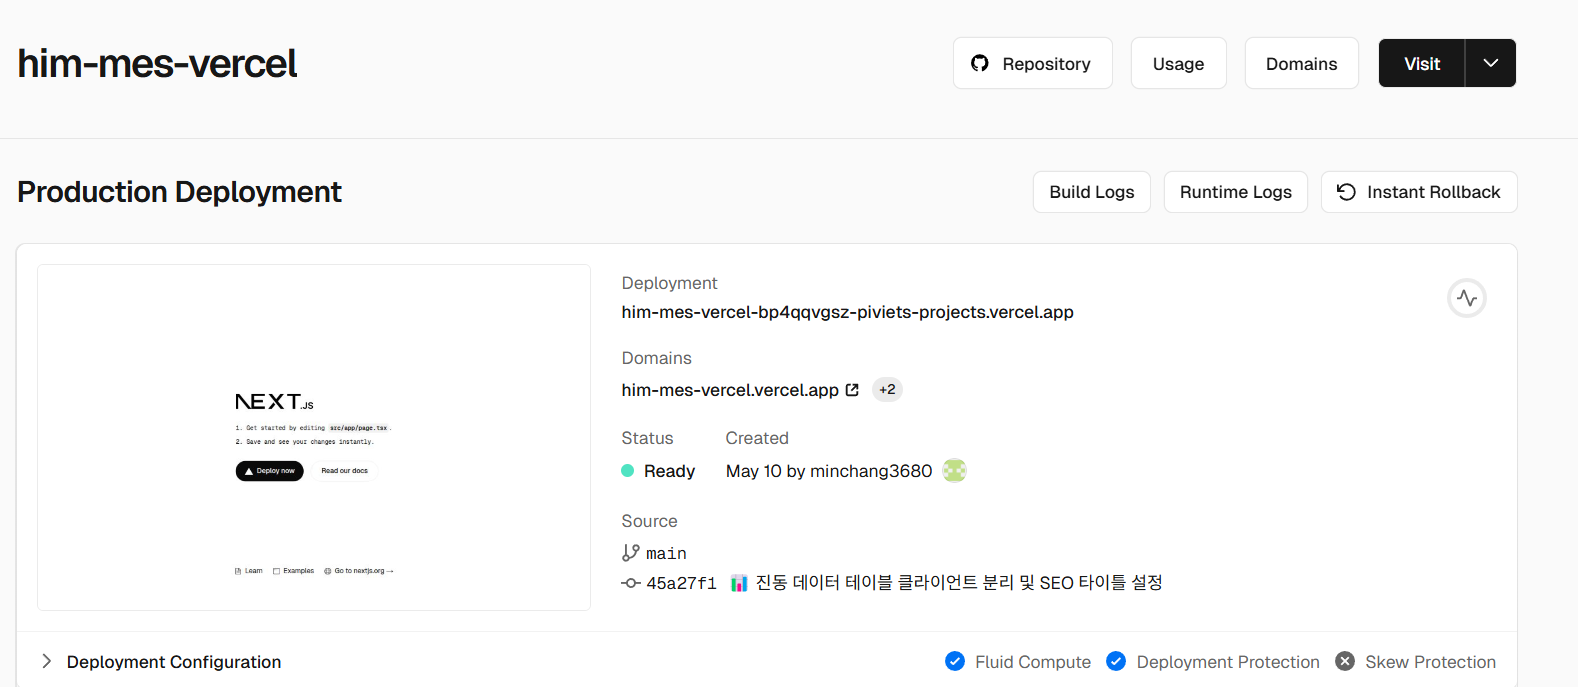 him-mes-vercel
Repository
Usage
Domains
Visit
Production Deployment
Build Logs
Runtime Logs
Instant Rollback
NEXT.JS
1. Get started by editing src/app/page.tsx.
2. Save and see your changes instantly.
Deploy now
Read our docs
Learn
Examples
Go to nextjs.org →
Deployment
him-mes-vercel-bp4qqvgsz-piviets-projects.vercel.app
Domains
him-mes-vercel.vercel.app +2
Status
Created
Ready
May 10 by minchang3680
Source
main
45a27f1 📊 진동 데이터 테이블 클라이언트 분리 및 SEO 타이틀 설정
Deployment Configuration
Fluid Compute
Deployment Protection
Skew Protection